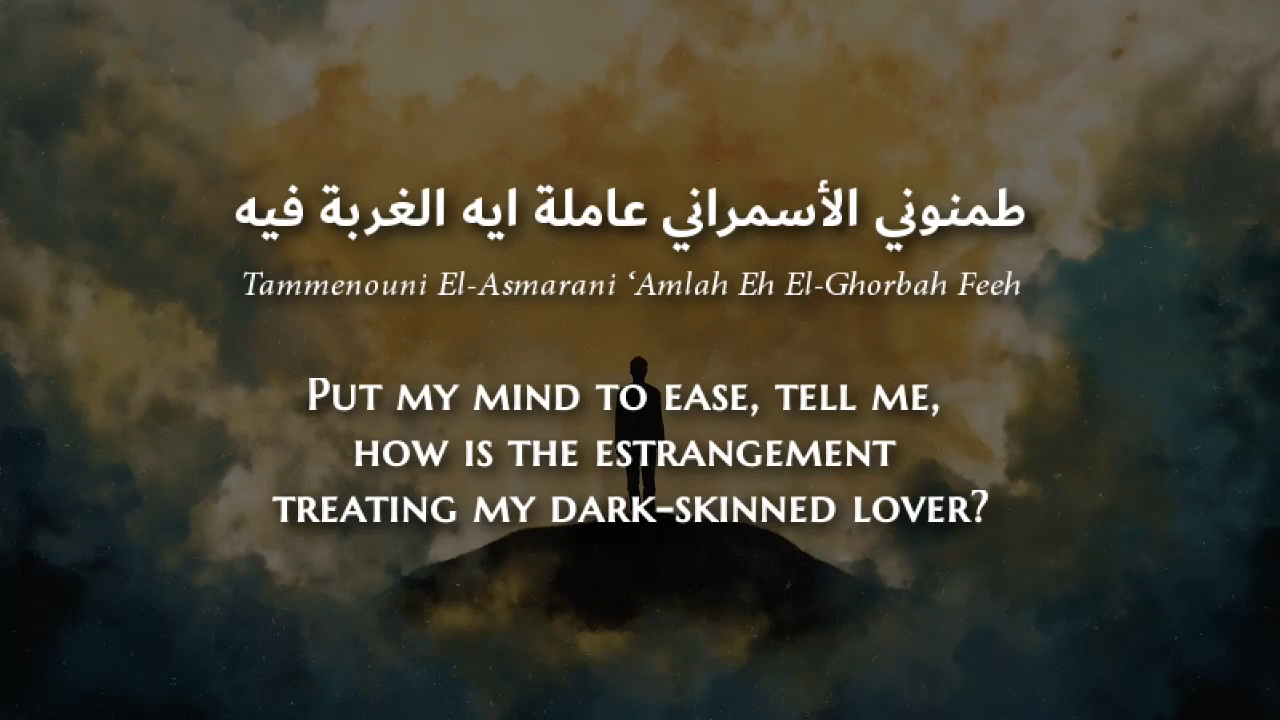 طمنوني الأسمراني عاملة ايه الغربة فيه
Tammenouni El-Asmarani ‘Amlah Eh El-Ghorbah Feeh
Put my mind to ease, tell me,
how is the estrangement
treating my dark-skinned lover?